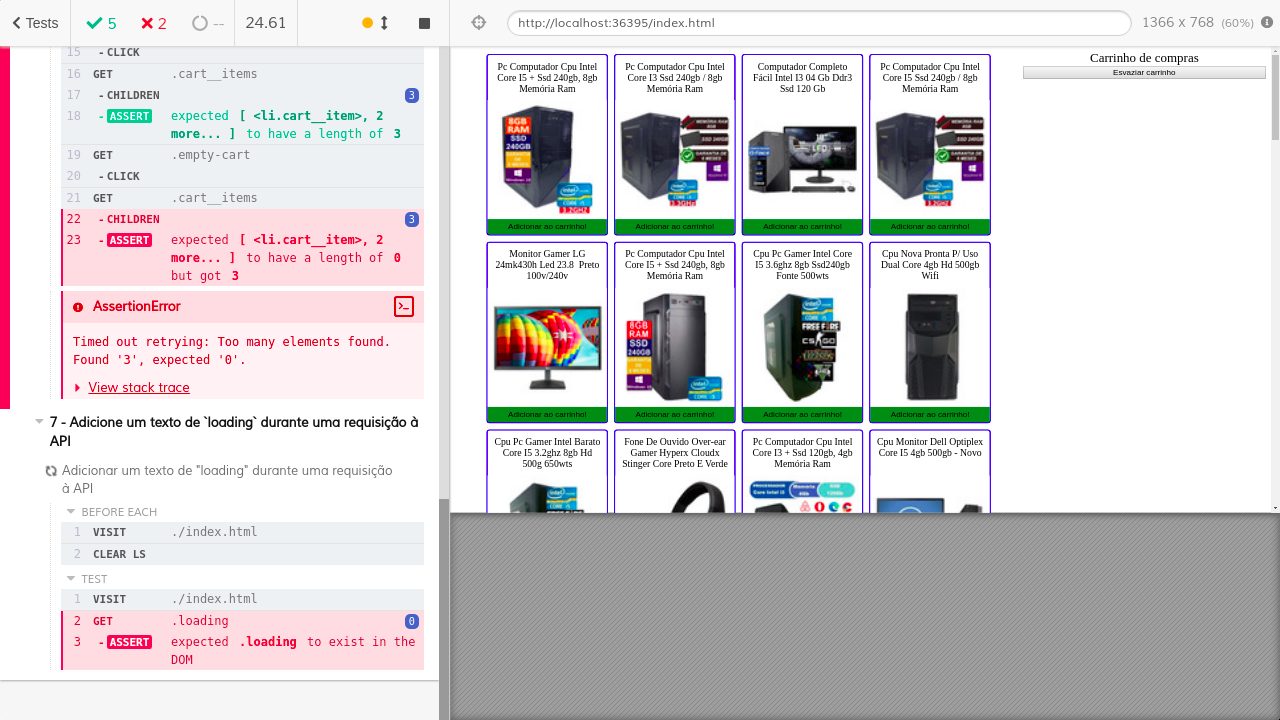 Tests
5
2
--
24.61
http://localhost:36395/index.html
1366 x 768 (60%)
15 - CLICK
16 GET .cart__items
17 - CHILDREN 3
18 - ASSERT expected [ <li.cart__item>, 2
more... ] to have a length of 3
19 GET .empty-cart
20 - CLICK
21 GET .cart__items
22 - CHILDREN 3
23 - ASSERT expected [ <li.cart__item>, 2
more... ] to have a length of 0
but got 3
AssertionError
Timed out retrying: Too many elements found.
Found '3', expected '0'.
View stack trace
7 - Adicione um texto de `loading` durante uma requisição à
API
Adicionar um texto de "loading" durante uma requisição
à API
BEFORE EACH
1 VISIT ./index.html
2 CLEAR LS
TEST
1 VISIT ./index.html
2 GET .loading 0
3 - ASSERT expected .loading to exist in the
DOM
Pc Computador Cpu Intel
Core I5 + Ssd 240gb, 8gb
Memória Ram
8GB
RAM
SSD
240GB
Adicionar ao carrinho!
Pc Computador Cpu Intel
Core I3 Ssd 240gb / 8gb
Memória Ram
Adicionar ao carrinho!
Computador Completo
Fácil Intel I3 04 Gb Ddr3
Ssd 120 Gb
Adicionar ao carrinho!
Pc Computador Cpu Intel
Core I5 Ssd 240gb / 8gb
Memória Ram
Adicionar ao carrinho!
Carrinho de compras
Esvaziar carrinho
Monitor Gamer LG
24mk430h Led 23.8 Preto
100v/240v
Adicionar ao carrinho!
Pc Computador Cpu Intel
Core I5 + Ssd 240gb, 8gb
Memória Ram
8GB
RAM
SSD
240GB
Adicionar ao carrinho!
Cpu Pc Gamer Intel Core
I5 3.6ghz 8gb Ssd240gb
Fonte 500wts
FREE FIRE
CS:GO
Adicionar ao carrinho!
Cpu Nova Pronta P/ Uso
Dual Core 4gb Hd 500gb
Wifi
Adicionar ao carrinho!
Cpu Pc Gamer Intel Barato
Core I5 3.2ghz 8gb Hd
500g 650wts
Fone De Ouvido Over-ear
Gamer Hyperx Cloudx
Stinger Core Preto E Verde
Pc Computador Cpu Intel
Core I3 + Ssd 120gb, 4gb
Memória Ram
Cpu Monitor Dell Optiplex
Core I5 4gb 500gb - Novo